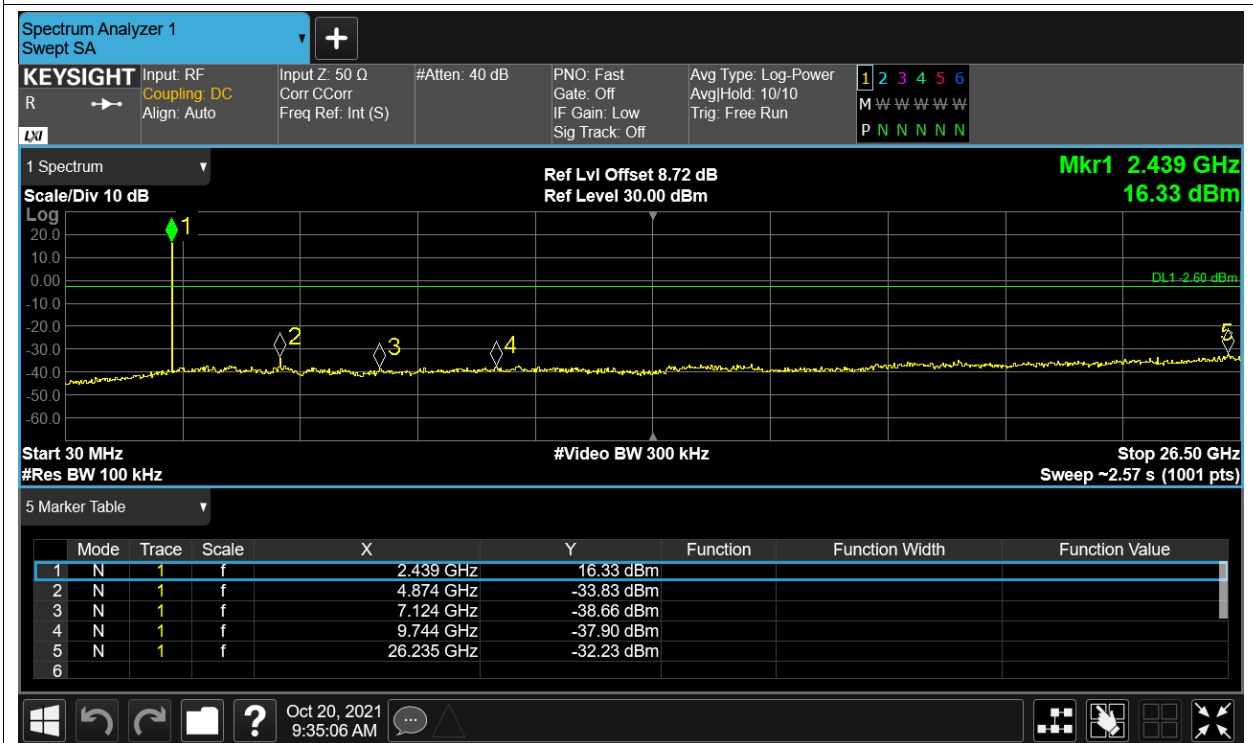 Spectrum Analyzer 1
Swept SA
KEYSIGHT
R
LXI
Input: RF
Coupling: DC
Align: Auto
Input Z: 50 Ω
Corr CCorr
Freq Ref: Int (S)
#Atten: 40 dB
PNO: Fast
Gate: Off
IF Gain: Low
Sig Track: Off
Avg Type: Log-Power
Avg|Hold: 10/10
Trig: Free Run
1 2 3 4 5 6
M W W W W W
P N N N N N
1 Spectrum
Scale/Div 10 dB
Ref Lvl Offset 8.72 dB
Ref Level 30.00 dBm
Mkr1 2.439 GHz
16.33 dBm
Log
20.0
10.0
0.00
-10.0
-20.0
-30.0
-40.0
-50.0
-60.0
1
2
3
4
5
DL1 -2.60 dBm
Start 30 MHz
#Video BW 300 kHz
Stop 26.50 GHz
#Res BW 100 kHz
Sweep ~2.57 s (1001 pts)
5 Marker Table
Mode Trace Scale X Y Function Function Width Function Value
1 N 1 f 2.439 GHz 16.33 dBm
2 N 1 f 4.874 GHz -33.83 dBm
3 N 1 f 7.124 GHz -38.66 dBm
4 N 1 f 9.744 GHz -37.90 dBm
5 N 1 f 26.235 GHz -32.23 dBm
6
?
Oct 20, 2021
9:35:06 AM